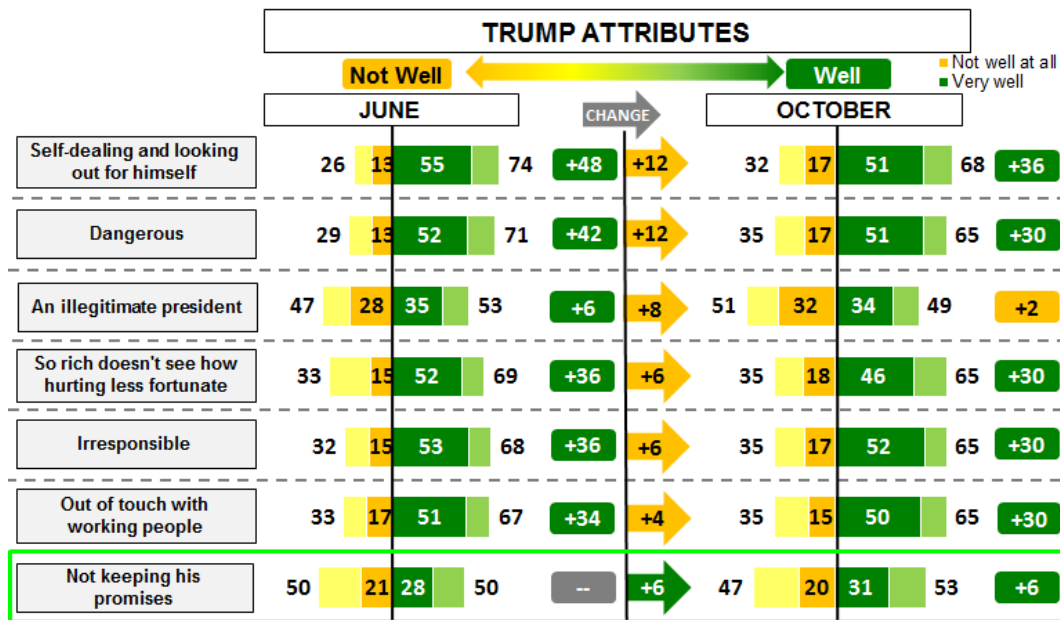 TRUMP ATTRIBUTES
Not Well
Well
Not well at all
Very well
JUNE
CHANGE
OCTOBER
Self-dealing and looking
out for himself
26 13 55 74 +48 +12 32 17 51 68 +36
Dangerous
29 13 52 71 +42 +12 35 17 51 65 +30
An illegitimate president
47 28 35 53 +6 +8 51 32 34 49 +2
So rich doesn't see how
hurting less fortunate
33 15 52 69 +36 +6 35 18 46 65 +30
Irresponsible
32 15 53 68 +36 +6 35 17 52 65 +30
Out of touch with
working people
33 17 51 67 +34 +4 35 15 50 65 +30
Not keeping his
promises
50 21 28 50 -- +6 47 20 31 53 +6